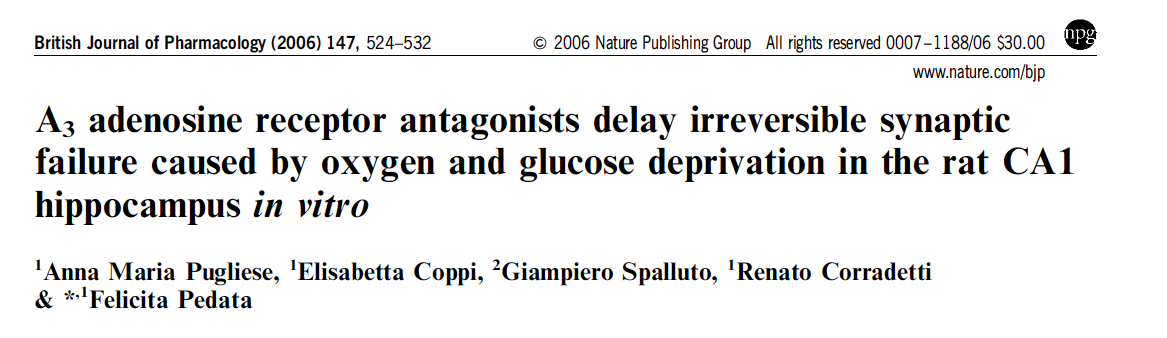 British Journal of Pharmacology (2006) 147, 524–532 © 2006 Nature Publishing Group All rights reserved 0007–1188/06 $30.00 npg
www.nature.com/bjp
A3 adenosine receptor antagonists delay irreversible synaptic
failure caused by oxygen and glucose deprivation in the rat CA1
hippocampus in vitro
1Anna Maria Pugliese, 1Elisabetta Coppi, 2Giampiero Spalluto, 1Renato Corradetti
& *,1Felicita Pedata